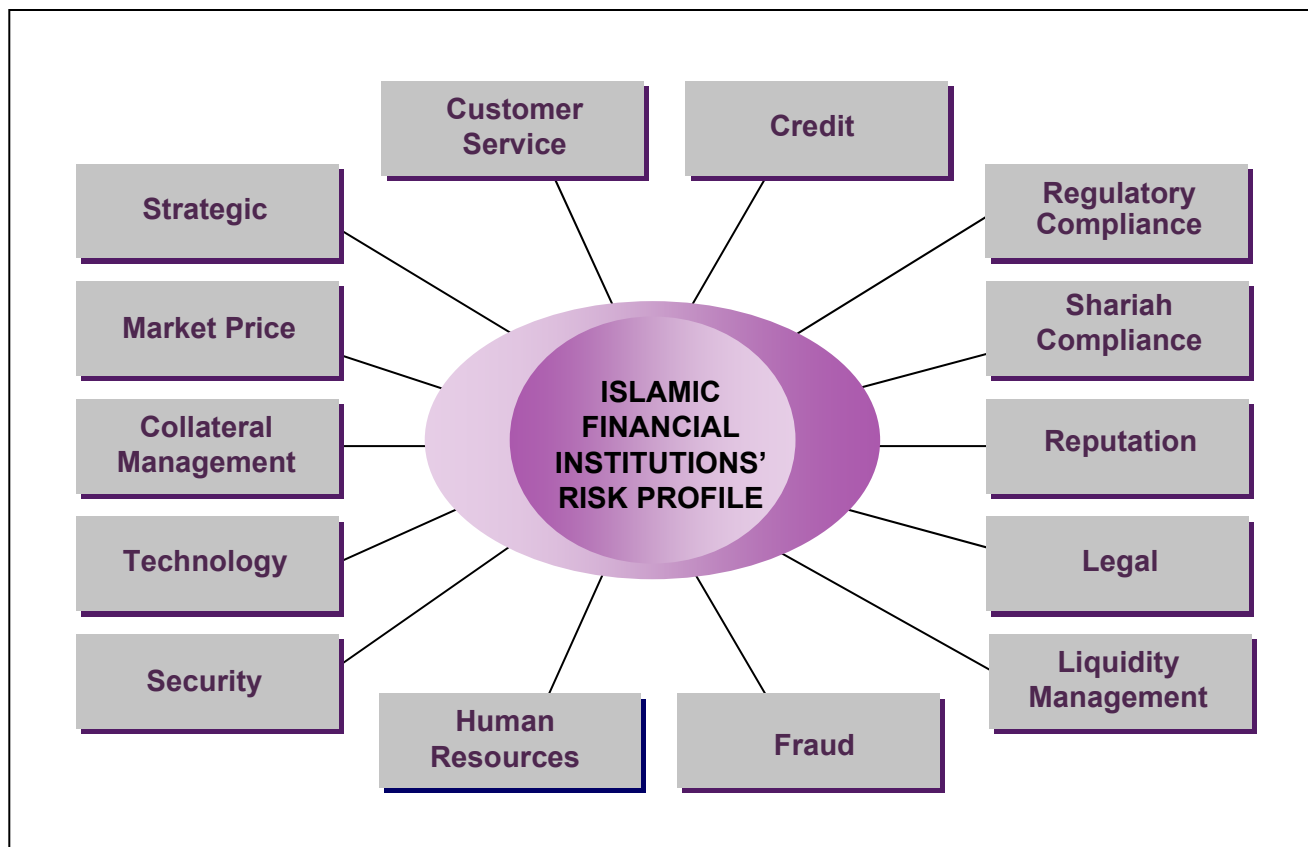 Customer
Service
Credit
Strategic
Regulatory
Compliance
Market Price
Shariah
Compliance
ISLAMIC
FINANCIAL
INSTITUTIONS’
RISK PROFILE
Collateral
Management
Reputation
Technology
Legal
Security
Liquidity
Management
Human
Resources
Fraud